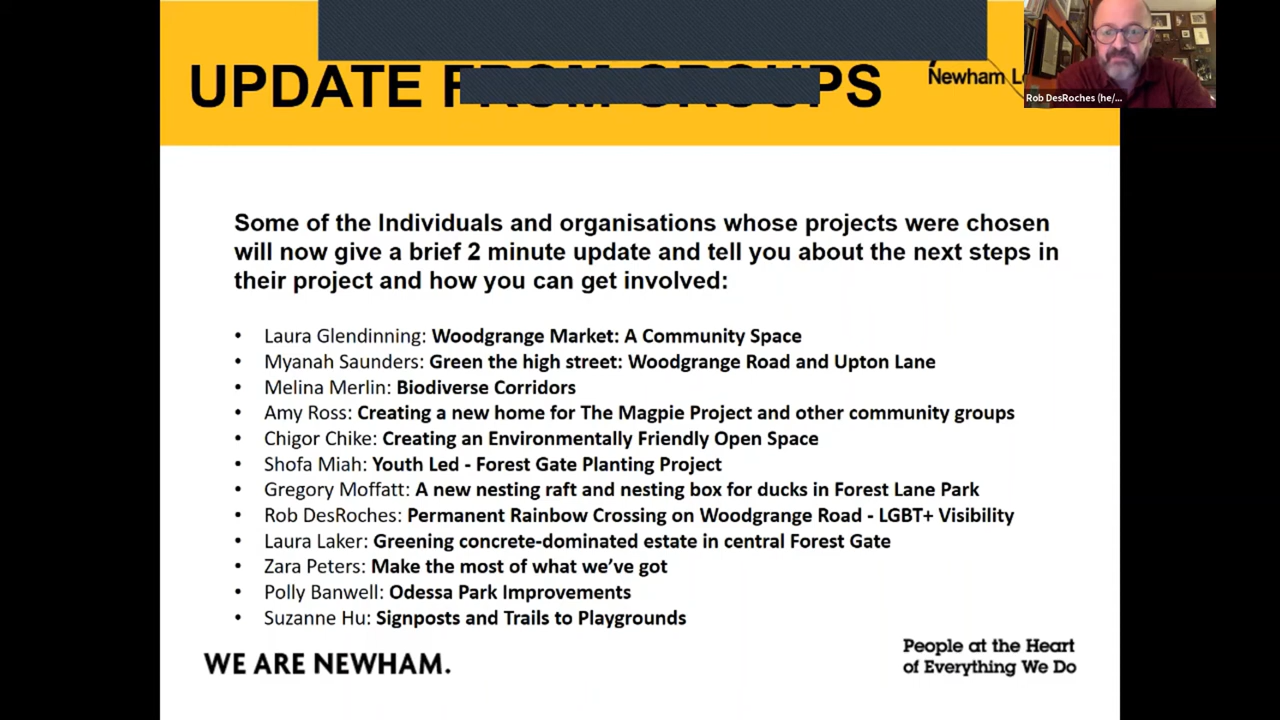 UPDATE FROM GROUPS
Newham
Rob DesRoches (he/...
Some of the Individuals and organisations whose projects were chosen
will now give a brief 2 minute update and tell you about the next steps in
their project and how you can get involved:
• Laura Glendinning: Woodgrange Market: A Community Space
• Myanah Saunders: Green the high street: Woodgrange Road and Upton Lane
• Melina Merlin: Biodiverse Corridors
• Amy Ross: Creating a new home for The Magpie Project and other community groups
• Chigor Chike: Creating an Environmentally Friendly Open Space
• Shofa Miah: Youth Led - Forest Gate Planting Project
• Gregory Moffatt: A new nesting raft and nesting box for ducks in Forest Lane Park
• Rob DesRoches: Permanent Rainbow Crossing on Woodgrange Road - LGBT+ Visibility
• Laura Laker: Greening concrete-dominated estate in central Forest Gate
• Zara Peters: Make the most of what we’ve got
• Polly Banwell: Odessa Park Improvements
• Suzanne Hu: Signposts and Trails to Playgrounds
WE ARE NEWHAM.
People at the Heart
of Everything We Do